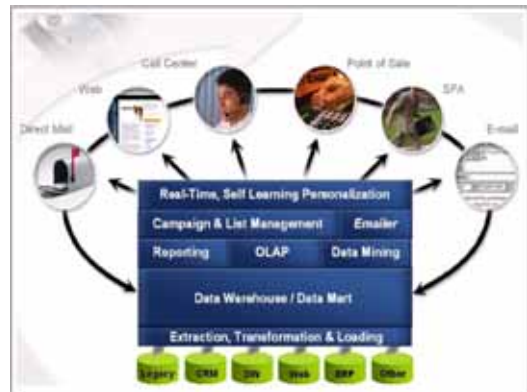 Call Center
Point of Sale
Web
SFA
Direct Mail
E-mail
Real-Time, Self Learning Personalization
Campaign & List Management
Emailer
Reporting
OLAP
Data Mining
Data Warehouse / Data Mart
Extraction, Transformation & Loading
Legacy
CRM
DW
Web
ERP
Other